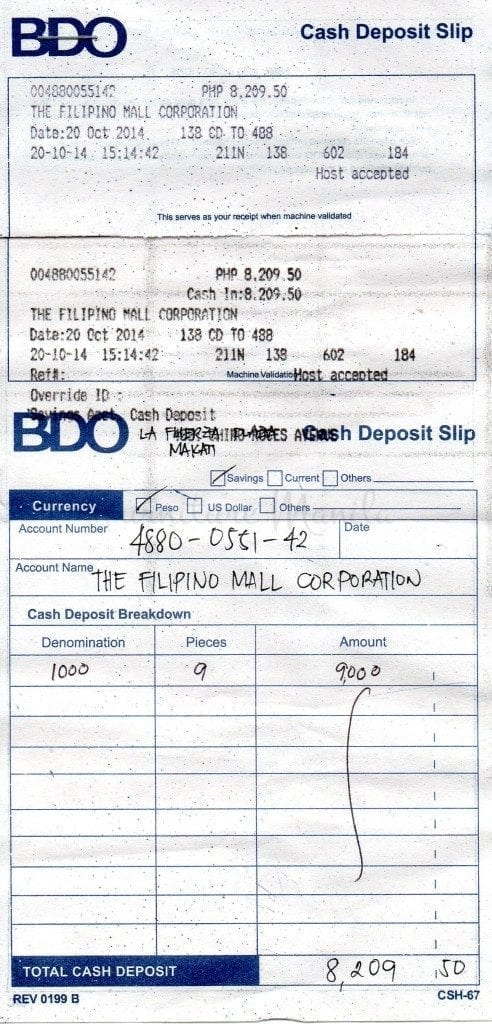 BDO Cash Deposit Slip
004880055142 PHP 8,209.50
THE FILIPINO MALL CORPORATION
Date:20 Oct 2014 138 CD TO 488
20-10-14 15:14:42 211N 138 602 184
Host accepted
This serves as your receipt when machine validated
004880055142 PHP 8,209.50
Cash In:8,209.50
THE FILIPINO MALL CORPORATION
Date:20 Oct 2014 138 CD TO 488
20-10-14 15:14:42 211N 138 602 184
Ref#: Machine Validation Host accepted
Override ID :
Savings Acct. Cash Deposit
BDO LA FUERZA PLAZA Cash Deposit Slip
MAKATI
Savings Current Others
Currency Peso US Dollar Others
Account Number 4880-0551-42 Date
Account Name THE FILIPINO MALL CORPORATION
Cash Deposit Breakdown
Denomination Pieces Amount
1000 9 9,000
TOTAL CASH DEPOSIT 8,209.50
REV 0199 B CSH-67